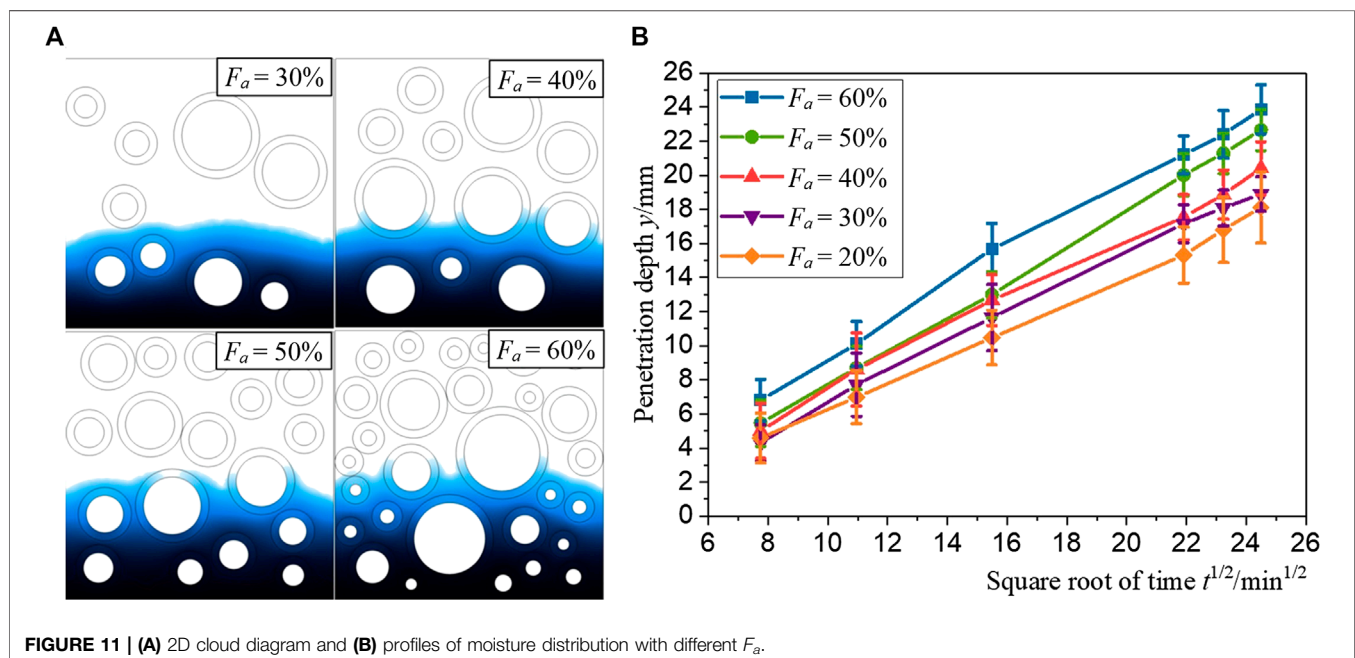 A
F_a = 30%
F_a = 40%
F_a = 50%
F_a = 60%
B
26
24
22
20
18
16
14
12
10
8
6
4
2
0
Penetration depth y/mm
F_a = 60%
F_a = 50%
F_a = 40%
F_a = 30%
F_a = 20%
6 8 10 12 14 16 18 20 22 24 26
Square root of time t^{1/2}/min^{1/2}
FIGURE 11 | (A) 2D cloud diagram and (B) profiles of moisture distribution with different F_a.